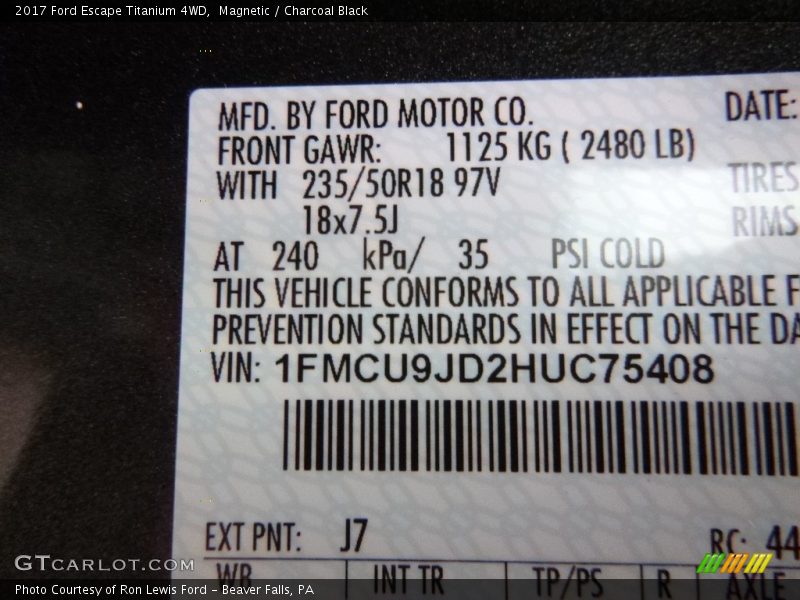 2017 Ford Escape Titanium 4WD,  Magnetic / Charcoal Black
MFD. BY FORD MOTOR CO. DATE:
FRONT GAWR: 1125 KG ( 2480 LB)
WITH 235/50R18 97V TIRES
18x7.5J RIMS
AT 240 kPa/ 35 PSI COLD
THIS VEHICLE CONFORMS TO ALL APPLICABLE F
PREVENTION STANDARDS IN EFFECT ON THE DA
VIN: 1FMCU9JD2HUC75408
EXT PNT: J7 RC: 44
WB INT TR TP/PS R AXLE
GTCARLOT.COM
Photo Courtesy of Ron Lewis Ford – Beaver Falls, PA